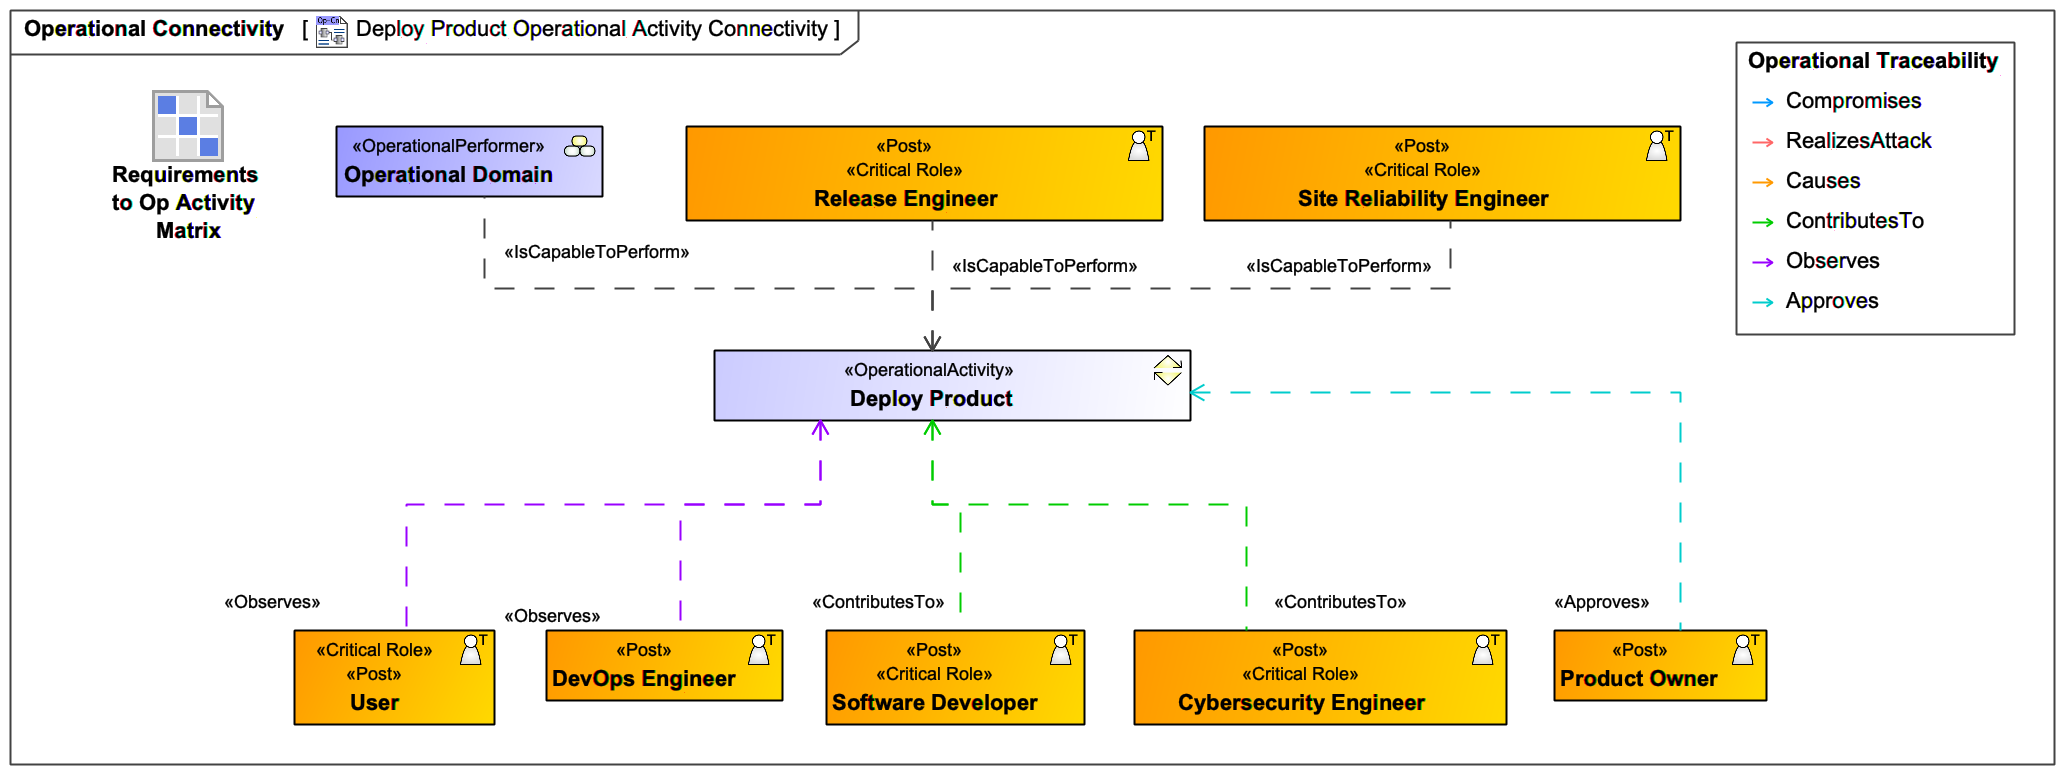 Operational Connectivity [ Op-Cn Deploy Product Operational Activity Connectivity ]
Requirements
to Op Activity
Matrix
«OperationalPerformer»
Operational Domain
«Post»
«Critical Role»
Release Engineer
T
«Post»
«Critical Role»
Site Reliability Engineer
T
Operational Traceability
Compromises
RealizesAttack
Causes
ContributesTo
Observes
Approves
«IsCapableToPerform»
«IsCapableToPerform»
«IsCapableToPerform»
«OperationalActivity»
Deploy Product
«Observes»
«Observes»
«ContributesTo»
«ContributesTo»
«Approves»
«Critical Role»
«Post»
User
T
«Post»
DevOps Engineer
T
«Post»
«Critical Role»
Software Developer
T
«Post»
«Critical Role»
Cybersecurity Engineer
T
«Post»
Product Owner
T